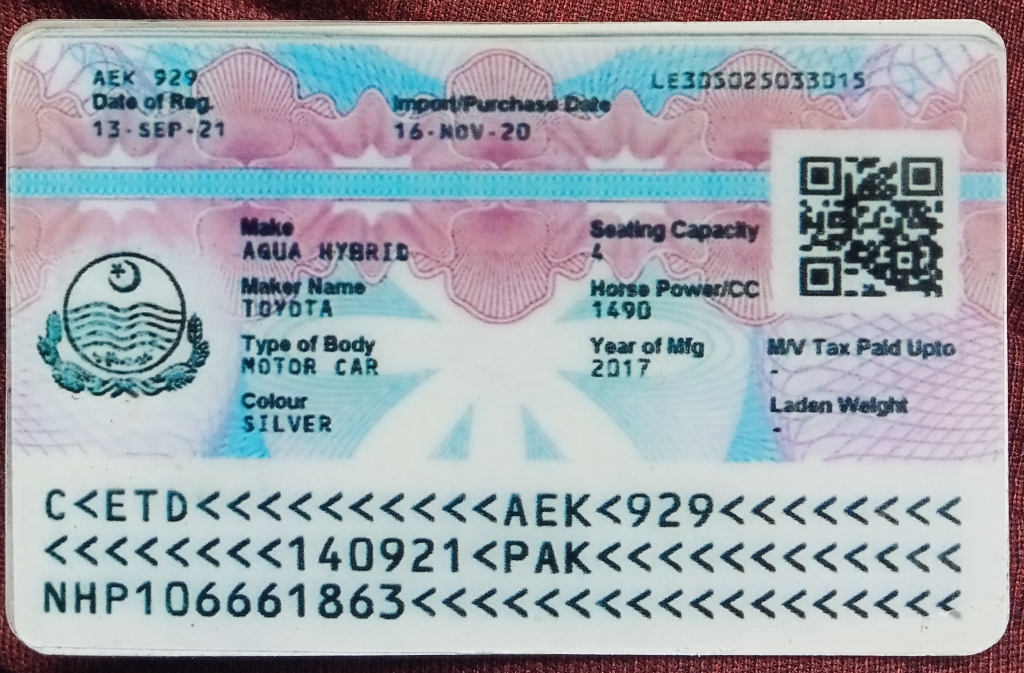 AEK 929
LE305025033015
Date of Reg.
Import/Purchase Date
13-SEP-21
16-NOV-20
Make
Seating Capacity
AQUA HYBRID
4
Maker Name
Horse Power/CC
TOYOTA
1490
Type of Body
Year of Mfg
M/V Tax Paid Upto
MOTOR CAR
2017
-
Colour
Laden Weight
SILVER
-
C<ETD<<<<<<<<<<<AEK<929<<<<<<<<<
<<<<<<<<<140921<PAK<<<<<<<<<<<<<
NHP106661863<<<<<<<<<<<<<<<<<<<<